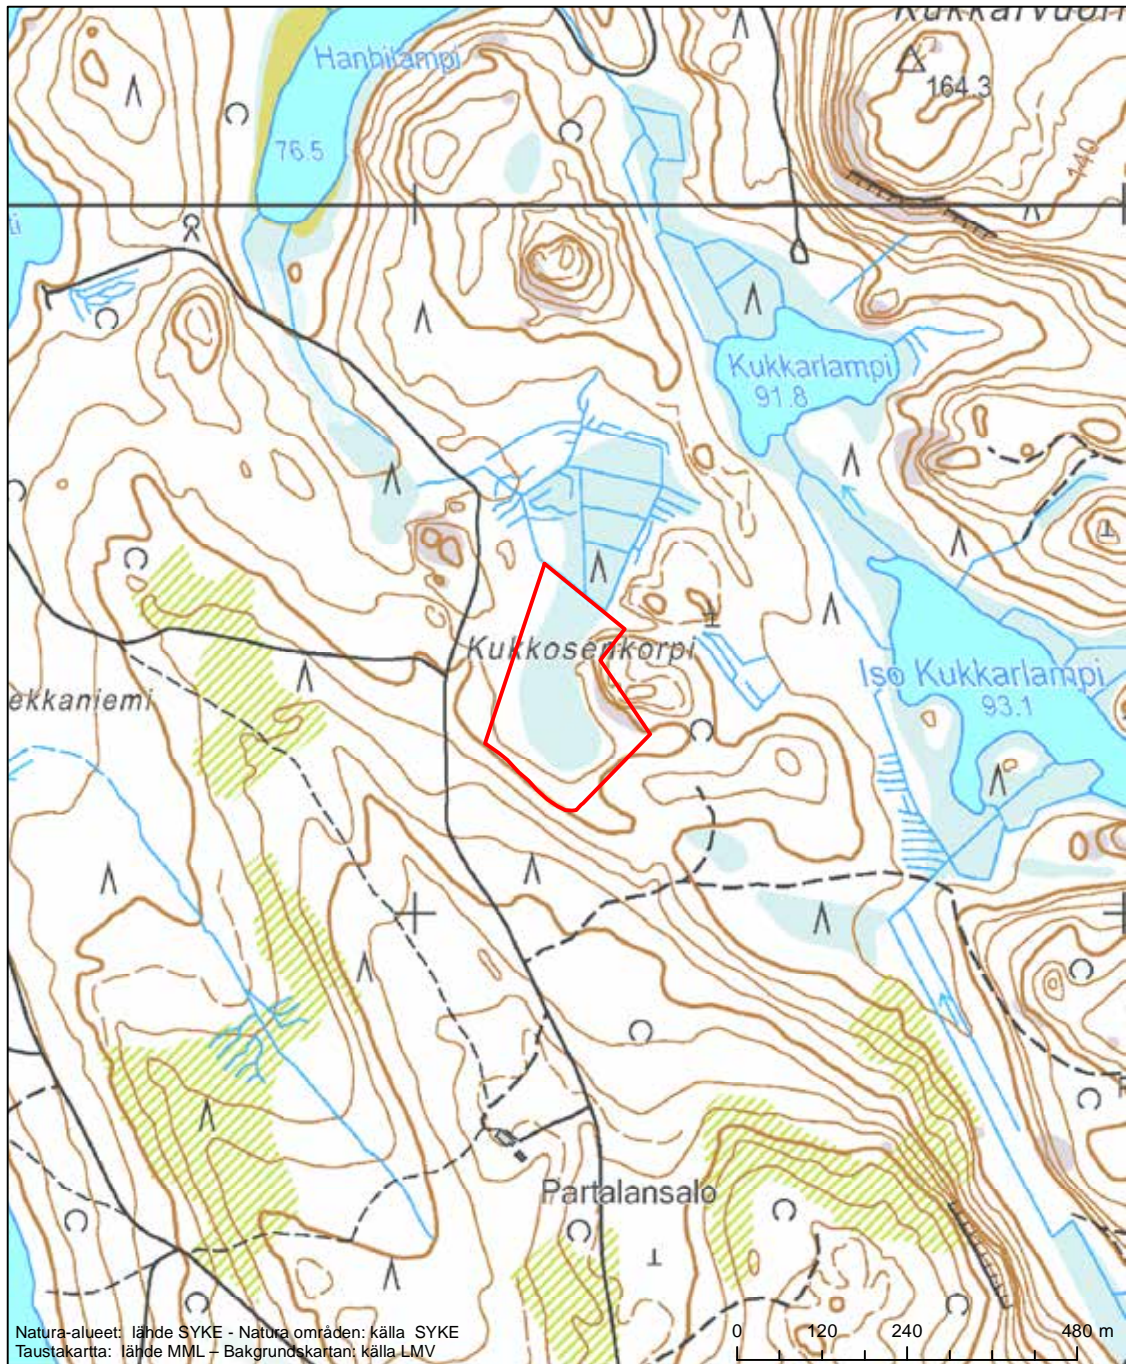 Kukkarvuori
Hanhilampi
164.3
76.5
140
Kukkarlampi
91.8
Kukkosenkorpi
Iso Kukkarlampi
93.1
ekkaniemi
Partalansalo
Natura-alueet: lähde SYKE - Natura områden: källa SYKE
Taustakartta: lähde MML – Bakgrundskartan: källa LMV
0 120 240 480 m